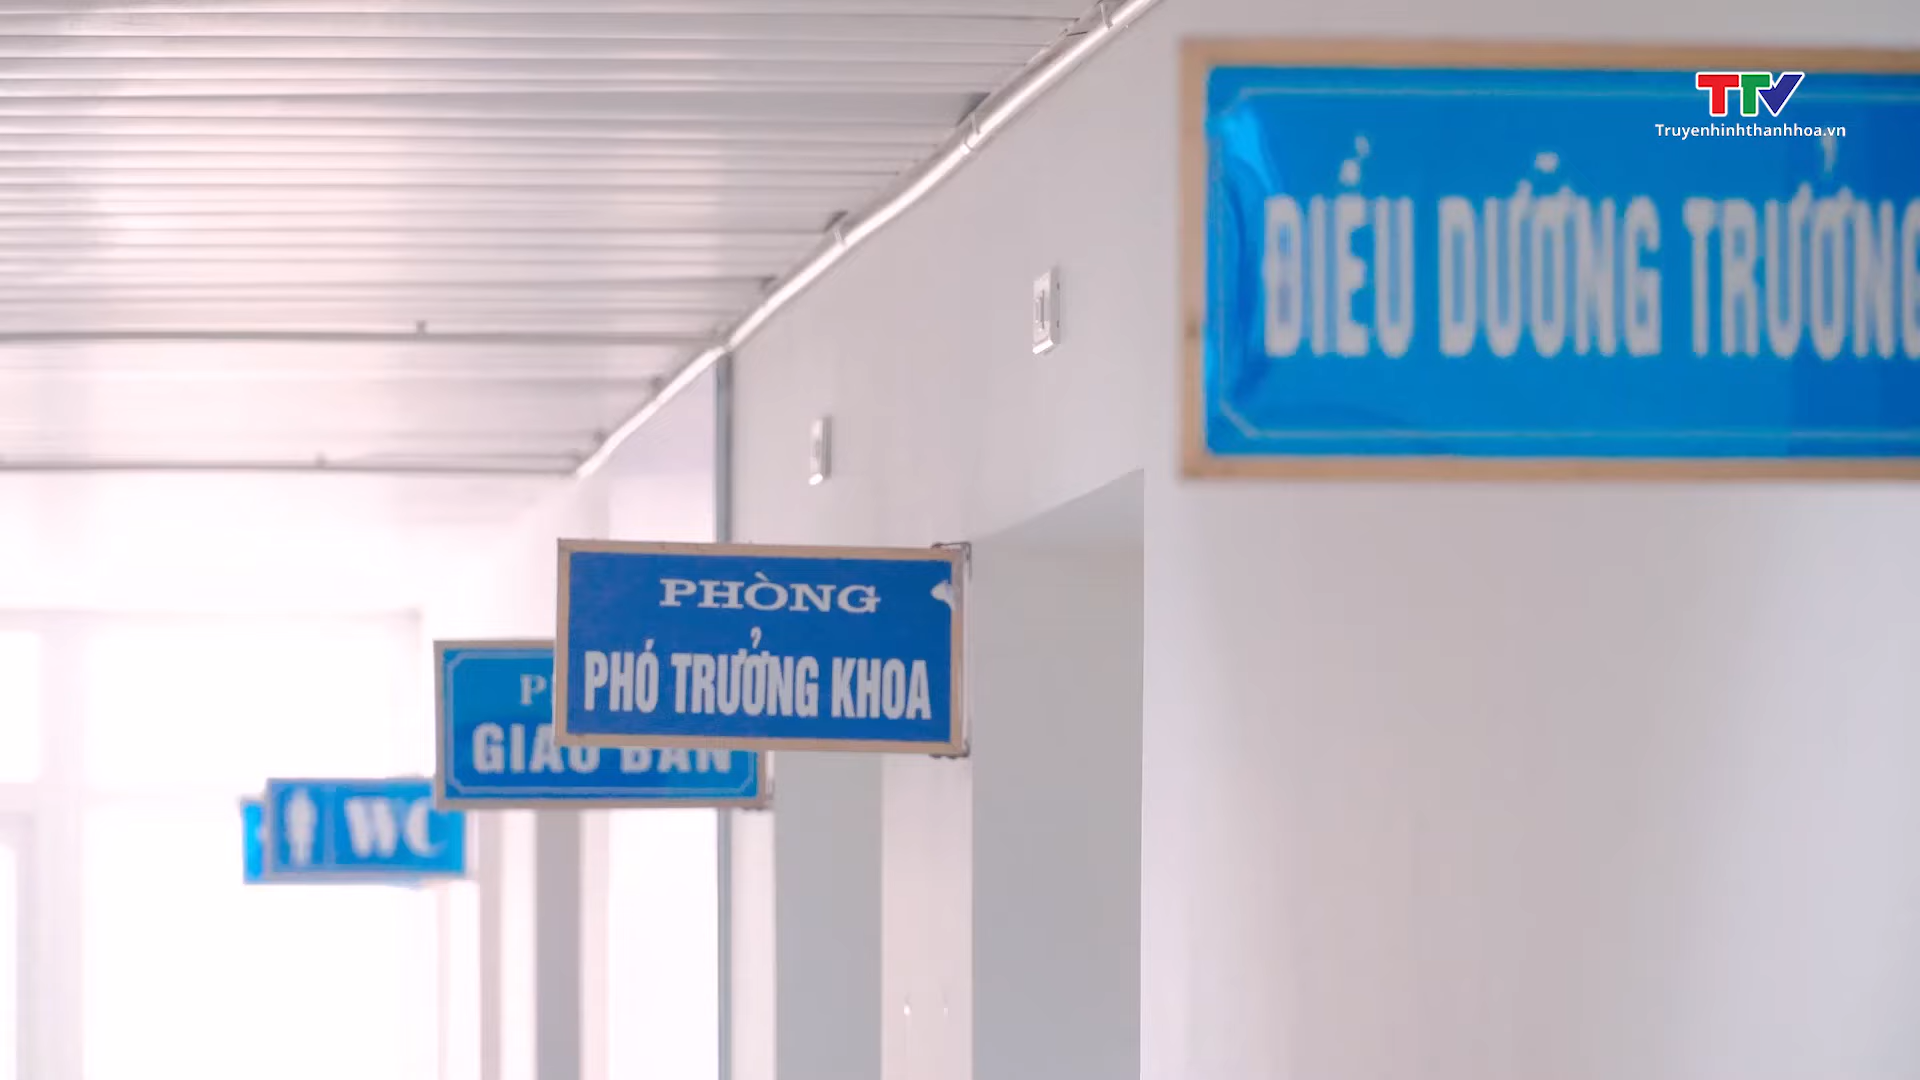 TTV
Truyenhinhthanhhoa.vn
ĐIỀU DƯỠNG TRƯỞNG
PHÒNG
PHÓ TRƯỞNG KHOA
GIAO BAN
WC